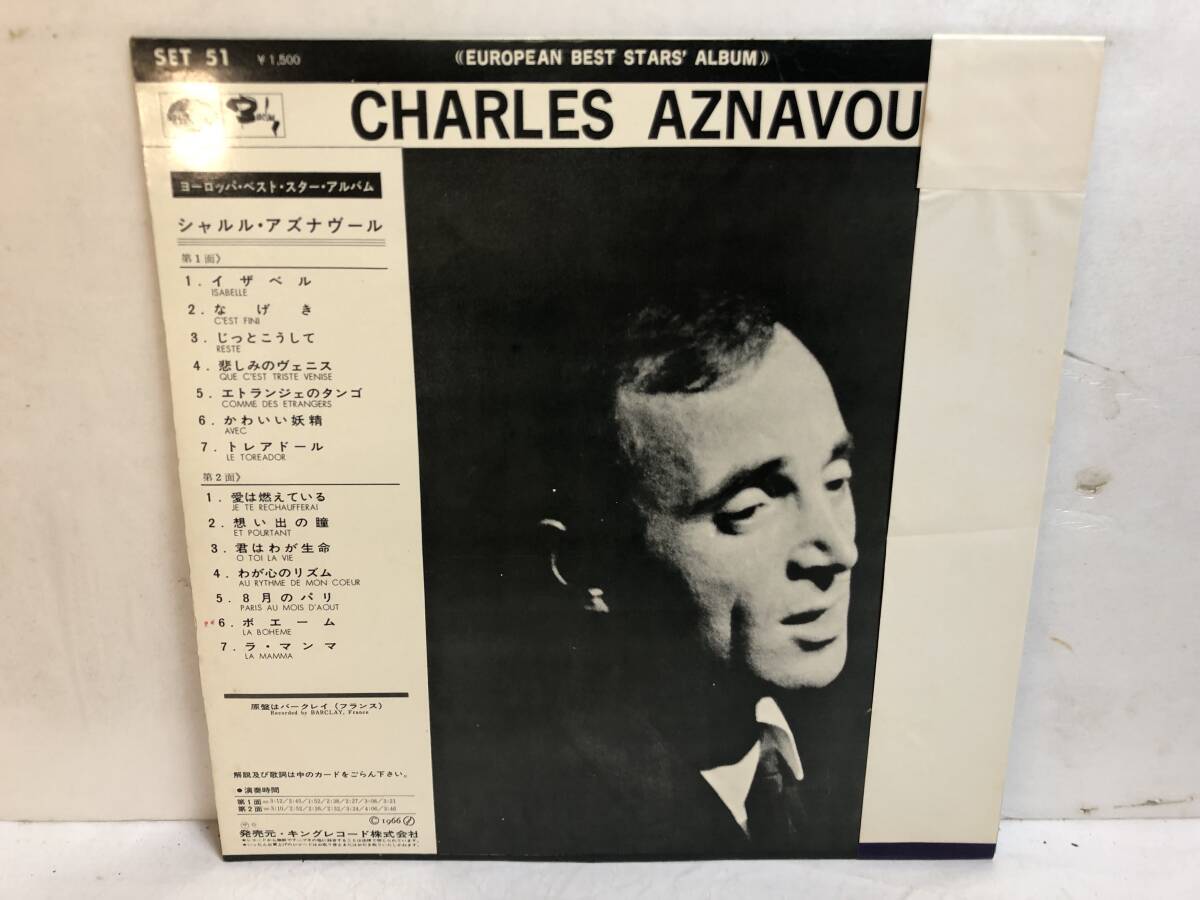 SET 51 ¥1,500 《EUROPEAN BEST STARS' ALBUM》
CHARLES AZNAVOU
ヨーロッパ・ベスト・スター・アルバム
シャルル・アズナヴール
第1面〉
1. イザベル
ISABELLE
2. なげき
C'EST FINI
3. じっとこうして
RESTE
4. 悲しみのヴェニス
QUE C'EST TRISTE VENISE
5. エトランジェのタンゴ
COMME DES ETRANGERS
6. かわいい妖精
AVEC
7. トレアドール
LE TOREADOR
第2面〉
1. 愛は燃えている
JE TE RECHAUFFERAI
2. 想い出の瞳
ET POURTANT
3. 君はわが生命
O TOI LA VIE
4. わが心のリズム
AU RYTHME DE MON COEUR
5. 8月のパリ
PARIS AU MOIS D'AOUT
6. ボエーム
LA BOHEME
7. ラ・マンマ
LA MAMMA
原盤はバークレイ（フランス）
Recorded by BARCLAY, France
解説及び歌詞は中のカードをごらん下さい。
●演奏時間
第1面
第2面
©1966 Ⓟ
発売元・キングレコード株式会社